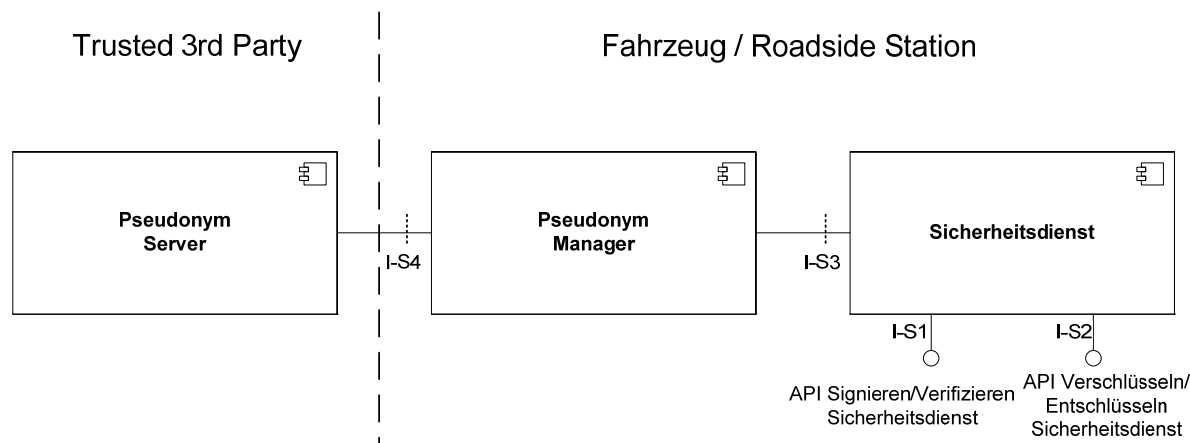 Trusted 3rd Party
Fahrzeug / Roadside Station
Pseudonym
Server
I-S4
Pseudonym
Manager
I-S3
Sicherheitsdienst
I-S1
I-S2
API Signieren/Verifizieren
Sicherheitsdienst
API Verschlüsseln/
Entschlüsseln
Sicherheitsdienst